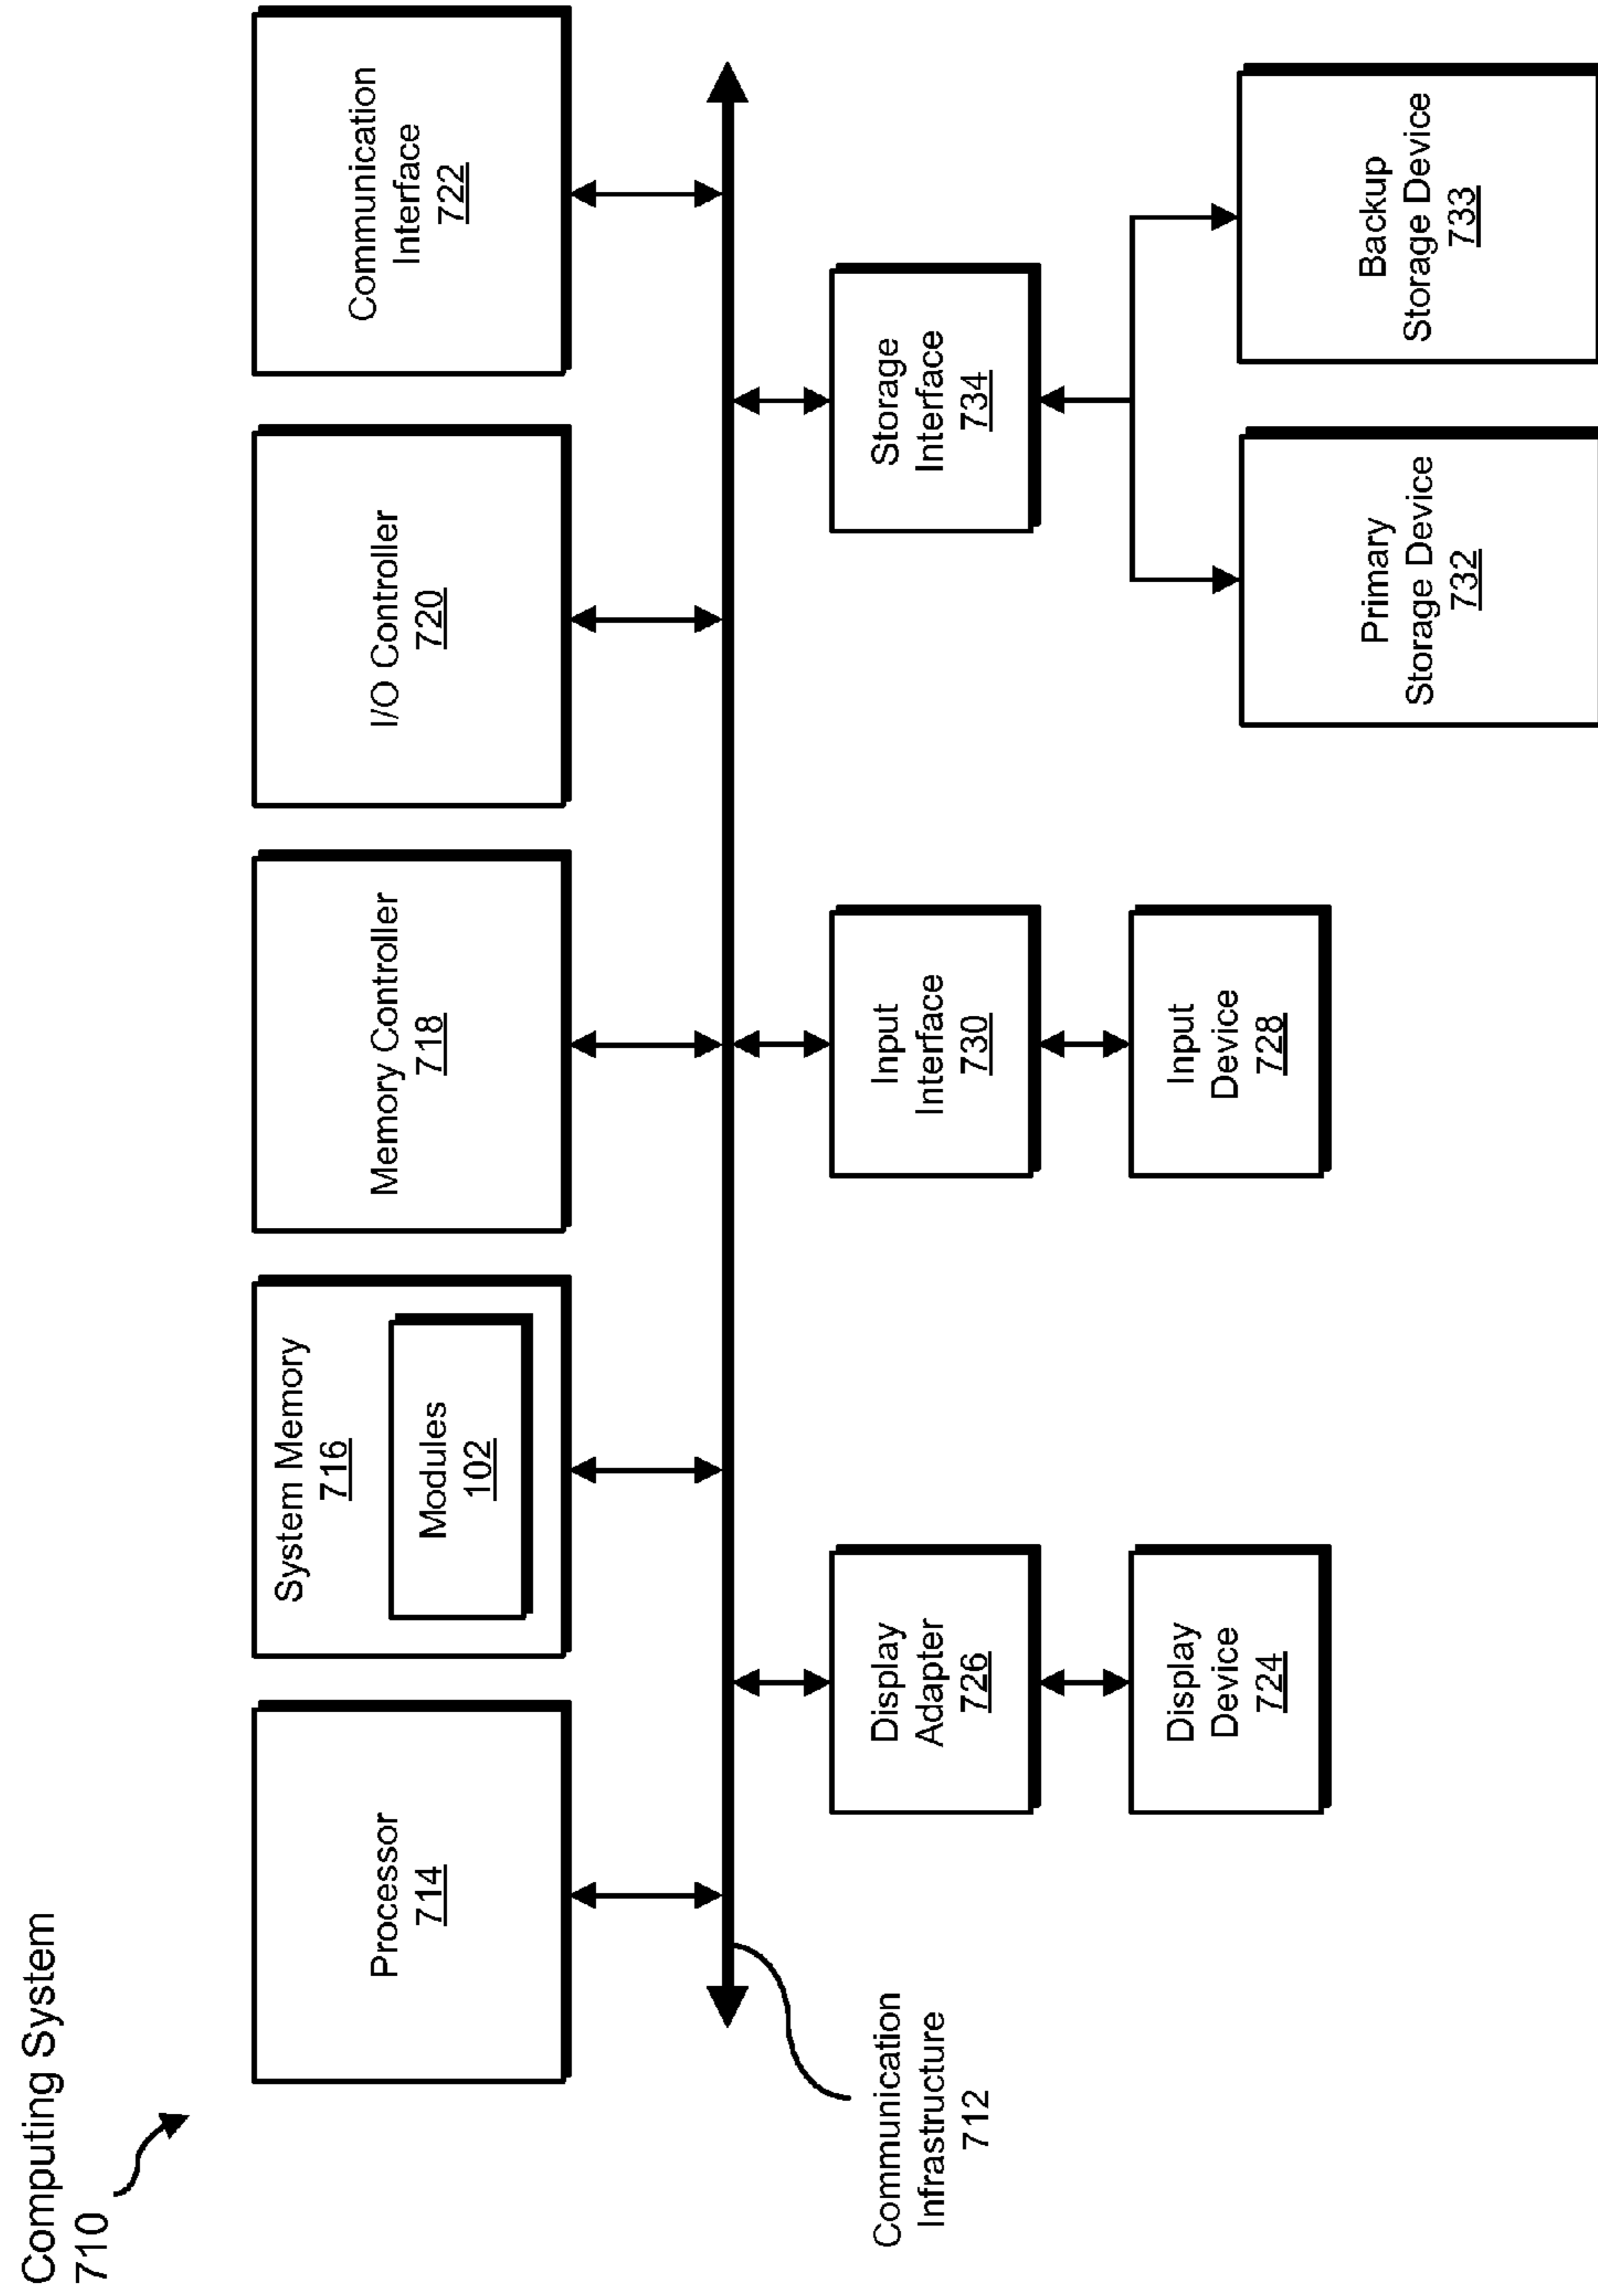 Computing System
710
Processor
714
System Memory
716
Modules
102
Memory Controller
718
I/O Controller
720
Communication
Interface
722
Communication
Infrastructure
712
Display
Adapter
726
Input
Interface
730
Storage
Interface
734
Display
Device
724
Input
Device
728
Primary
Storage Device
732
Backup
Storage Device
733